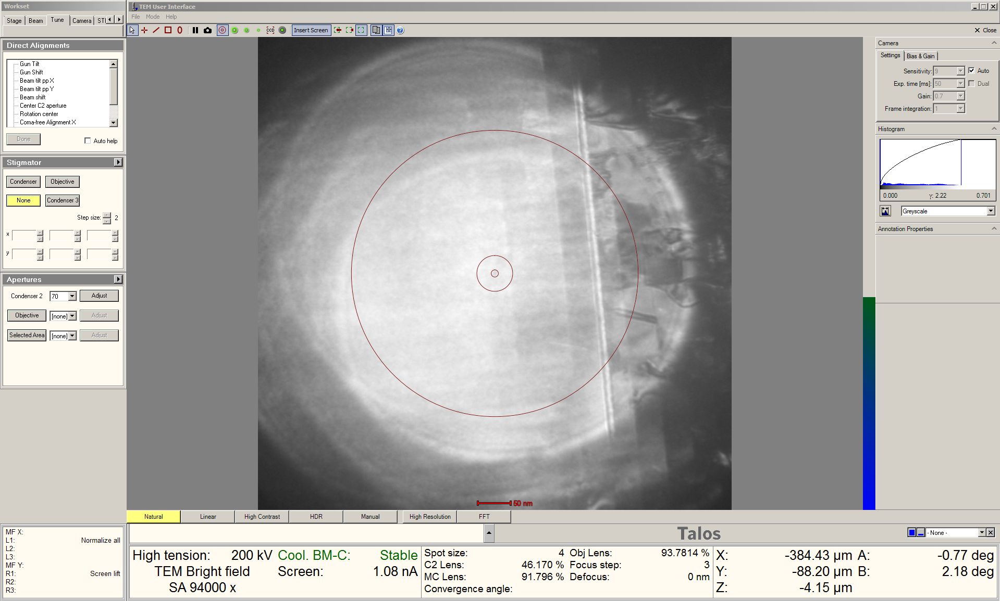 Workset
TEM User Interface
Stage Beam Tune Camera
File Mode Help
CCD
Insert Screen
Close
Direct Alignments
Gun Tilt
Gun Shift
Beam tilt pp X
Beam tilt pp Y
Beam shift
Center C2 aperture
Rotation center
Coma-free Alignment X
Done
Auto help
Stigmator
Condenser Objective
None Condenser 3
Step size: 2
x
y
Apertures
Condenser 2 70 Adjust
Objective [none] Adjust
Selected Area [none] Adjust
Camera
Settings Bias & Gain
Sensitivity: 9 Auto
Exp. time [ms]: 50 Dual
Gain: 0.7
Frame integration: 1
Histogram
0.000 γ: 2.22 0.701
Greyscale
Annotation Properties
50 nm
Natural Linear High Contrast HDR Manual High Resolution FFT
Talos
- None -
MF X:
L1: Normalize all
L2:
L3:
MF Y:
R1: Screen lift
R2:
R3:
High tension: 200 kV Cool. BM-C: Stable
TEM Bright field Screen: 1.08 nA
SA 94000 x
Spot size: 4 Obj Lens: 93.7814 %
C2 Lens: 46.170 % Focus step: 3
MC Lens: 91.796 % Defocus: 0 nm
Convergence angle:
X: -384.43 µm A: -0.77 deg
Y: -88.20 µm B: 2.18 deg
Z: -4.15 µm